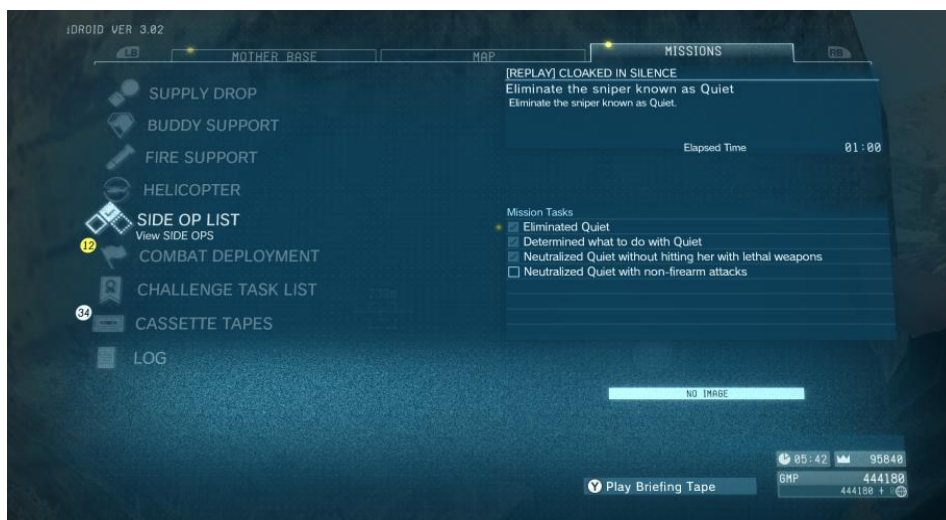 iDROID VER 3.02
LB
MOTHER BASE
MAP
MISSIONS
RB
SUPPLY DROP
BUDDY SUPPORT
FIRE SUPPORT
HELICOPTER
SIDE OP LIST
View SIDE OPS
12
COMBAT DEPLOYMENT
CHALLENGE TASK LIST
34
CASSETTE TAPES
LOG
[REPLAY] CLOAKED IN SILENCE
Eliminate the sniper known as Quiet
Eliminate the sniper known as Quiet.
Elapsed Time 01:00
Mission Tasks
Eliminated Quiet
Determined what to do with Quiet
Neutralized Quiet without hitting her with lethal weapons
Neutralized Quiet with non-firearm attacks
NO IMAGE
05:42 95840
Y Play Briefing Tape
GMP 444180
444180 +